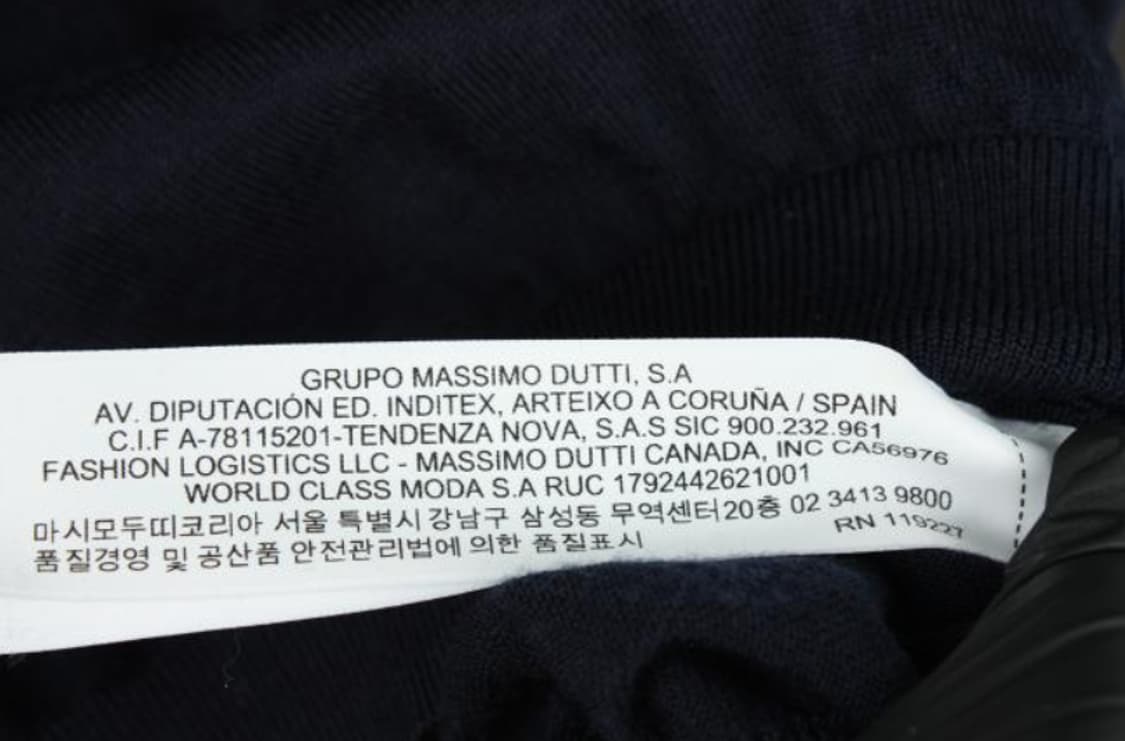 GRUPO MASSIMO DUTTI, S.A
AV. DIPUTACIÓN ED. INDITEX, ARTEIXO A CORUÑA / SPAIN
C.I.F A-78115201-TENDENZA NOVA, S.A.S SIC 900.232.961
FASHION LOGISTICS LLC - MASSIMO DUTTI CANADA, INC CA56976
WORLD CLASS MODA S.A RUC 1792442621001
마시모두띠코리아 서울 특별시 강남구 삼성동 무역센터20층 02 3413 9800
품질경영 및 공산품 안전관리법에 의한 품질표시 RN 119227